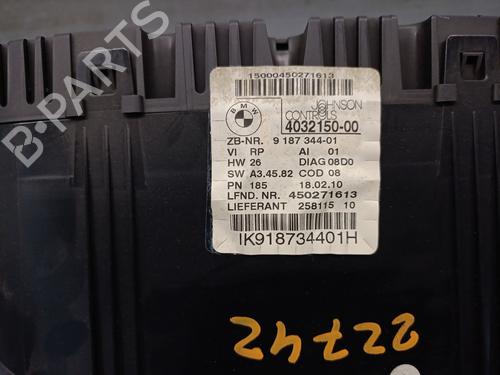 15000450271613
BMW
JOHNSON
CONTROLS
4032150-00
ZB-NR. 9 187 344-01
VI RP AI 01
HW 26 DIAG 08D0
SW A3.45.82 COD 08
PN 185 18.02.10
LFND. NR. 450271613
LIEFERANT 258115 10
IK918734401H
22742
B-PARTS